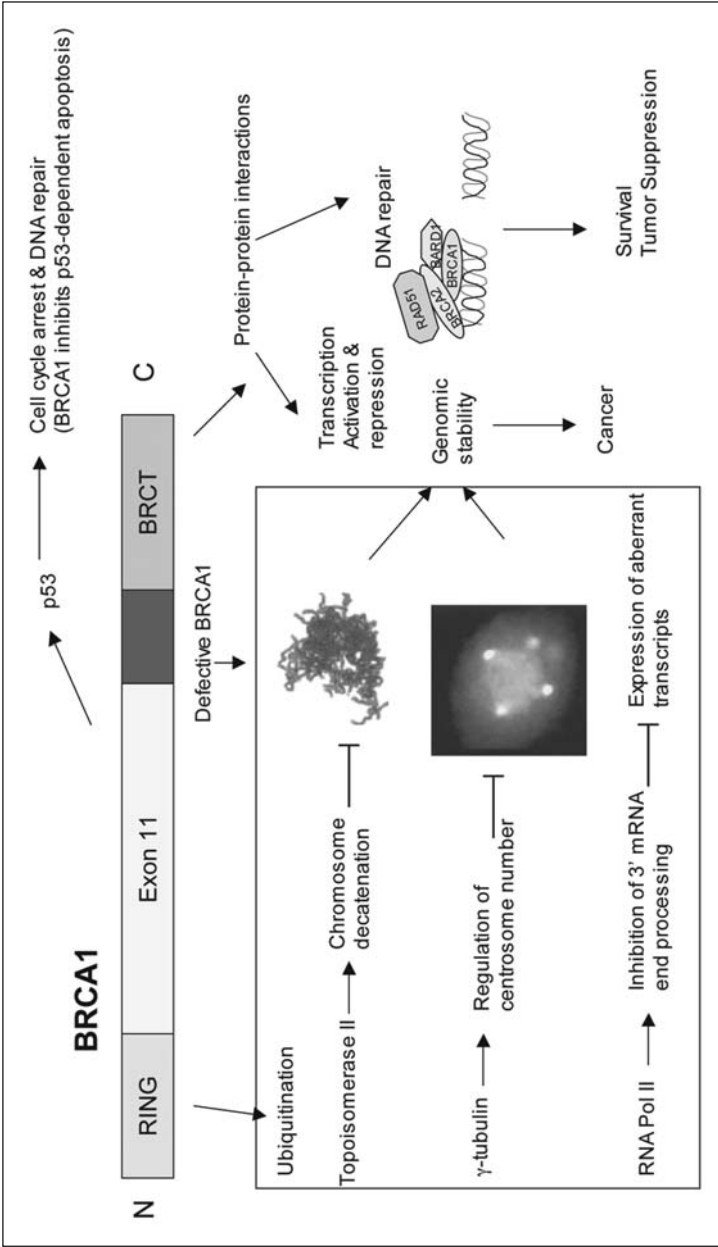 BRCA1
p53
Cell cycle arrest & DNA repair
(BRCA1 inhibits p53-dependent apoptosis)
N
RING
Exon 11
BRCT
C
Defective BRCA1
Protein-protein interactions
Ubiquitination
Topoisomerase II
Chromosome
decatenation
γ-tubulin
Regulation of
centrosome number
RNA Pol II
Inhibition of 3' mRNA
end processing
Expression of aberrant
transcripts
Transcription
Activation &
repression
Genomic
stability
Cancer
DNA repair
RAD51
BRCA2
BARD1
BRCA1
Survival
Tumor Suppression